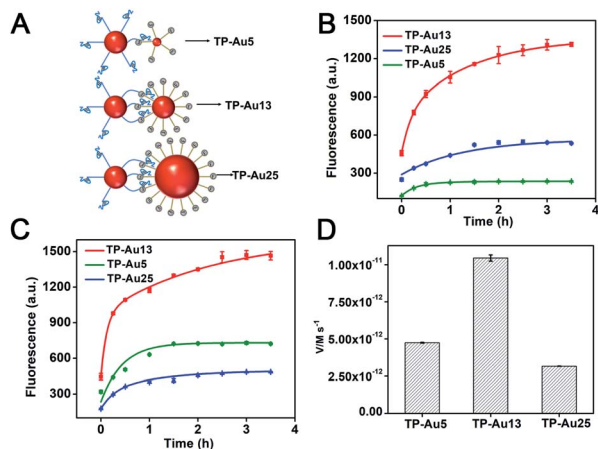 A
TP-Au5
TP-Au13
TP-Au25
B
1500
1200
900
600
300
Fluorescence (a.u.)
TP-Au13
TP-Au25
TP-Au5
0 1 2 3 4
Time (h)
C
1500
1200
900
600
300
Fluorescence (a.u.)
TP-Au13
TP-Au5
TP-Au25
0 1 2 3 4
Time (h)
D
1.00x10⁻¹¹
7.50x10⁻¹²
5.00x10⁻¹²
2.50x10⁻¹²
0.00
V/M s⁻¹
TP-Au5 TP-Au13 TP-Au25